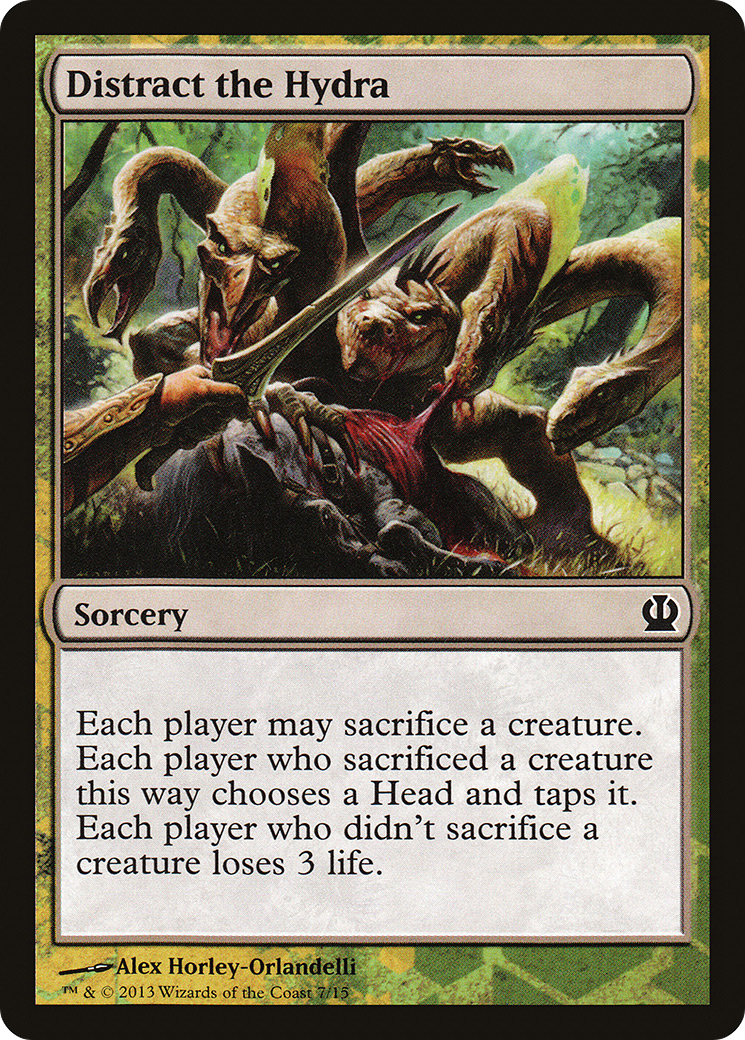 Distract the Hydra
Sorcery
Each player may sacrifice a creature.
Each player who sacrificed a creature
this way chooses a Head and taps it.
Each player who didn't sacrifice a
creature loses 3 life.
Alex Horley-Orlandelli
™ & © 2013 Wizards of the Coast 7/15